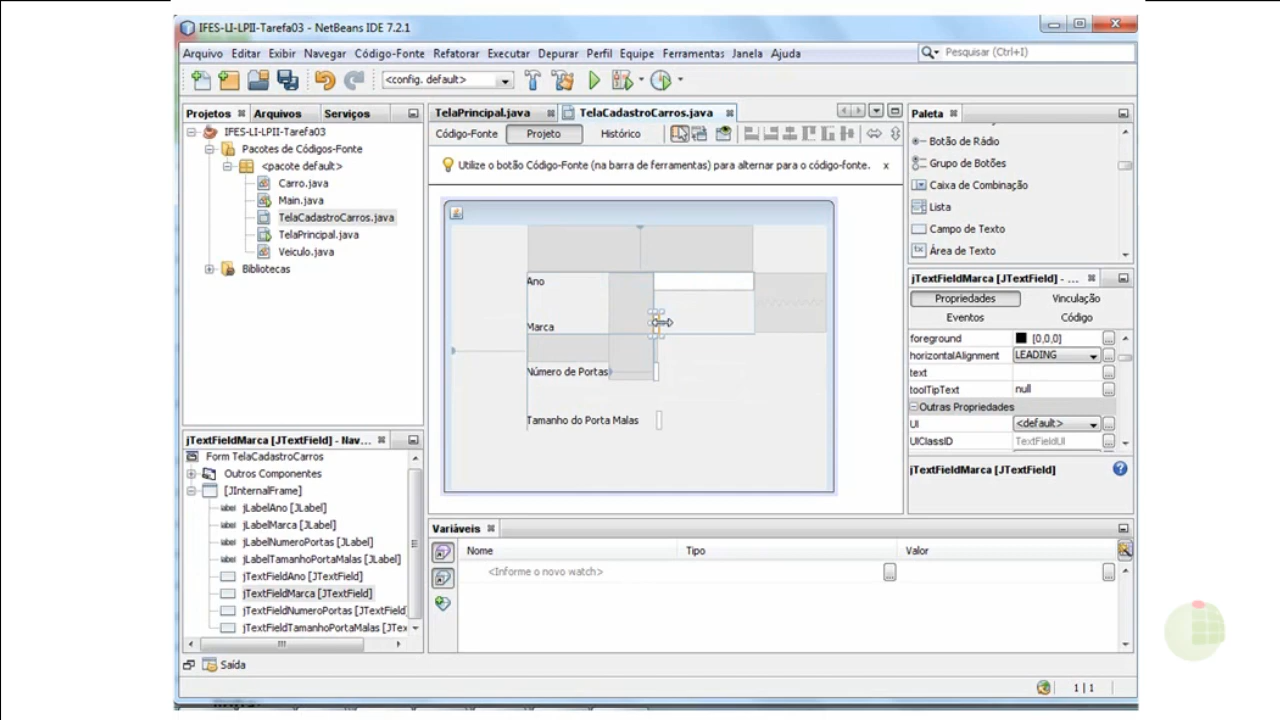 IFES-LI-LPII-Tarefa03 - NetBeans IDE 7.2.1
Arquivo Editar Exibir Navegar Código-Fonte Refatorar Executar Depurar Perfil Equipe Ferramentas Janela Ajuda
Pesquisar (Ctrl+I)
<config. default>
Projetos Arquivos Serviços
IFES-LI-LPII-Tarefa03
Pacotes de Códigos-Fonte
<pacote default>
Carro.java
Main.java
TelaCadastroCarros.java
TelaPrincipal.java
Veiculo.java
Bibliotecas
TelaPrincipal.java TelaCadastroCarros.java
Código-Fonte Projeto Histórico
Utilize o botão Código-Fonte (na barra de ferramentas) para alternar para o código-fonte. x
Ano
Marca
Número de Portas
Tamanho do Porta Malas
Paleta
Botão de Rádio
Grupo de Botões
Caixa de Combinação
Lista
Campo de Texto
Área de Texto
jTextFieldMarca [JTextField] - ...
Propriedades Vinculação
Eventos Código
foreground [0,0,0] ...
horizontalAlignment LEADING ...
text ...
toolTipText null ...
Outras Propriedades
UI <default> ...
UIClassID TextFieldUI ...
jTextFieldMarca [JTextField]
jTextFieldMarca [JTextField] - Nav...
Form TelaCadastroCarros
Outros Componentes
[JInternalFrame]
label jLabelAno [JLabel]
label jLabelMarca [JLabel]
label jLabelNumeroPortas [JLabel]
label jLabelTamanhoPortaMalas [JLabel]
jTextFieldAno [JTextField]
jTextFieldMarca [JTextField]
jTextFieldNumeroPortas [JTextField
jTextFieldTamanhoPortaMalas [JTex
Variáveis
Nome Tipo Valor
<Informe o novo watch> ... ...
Saída
1 | 1